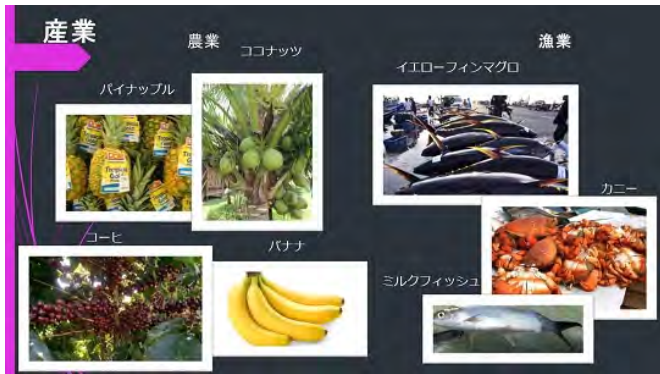 産業
農業
漁業
ココナッツ
パイナップル
イエローフィンマグロ
カニー
コーヒ
バナナ
ミルクフィッシュ